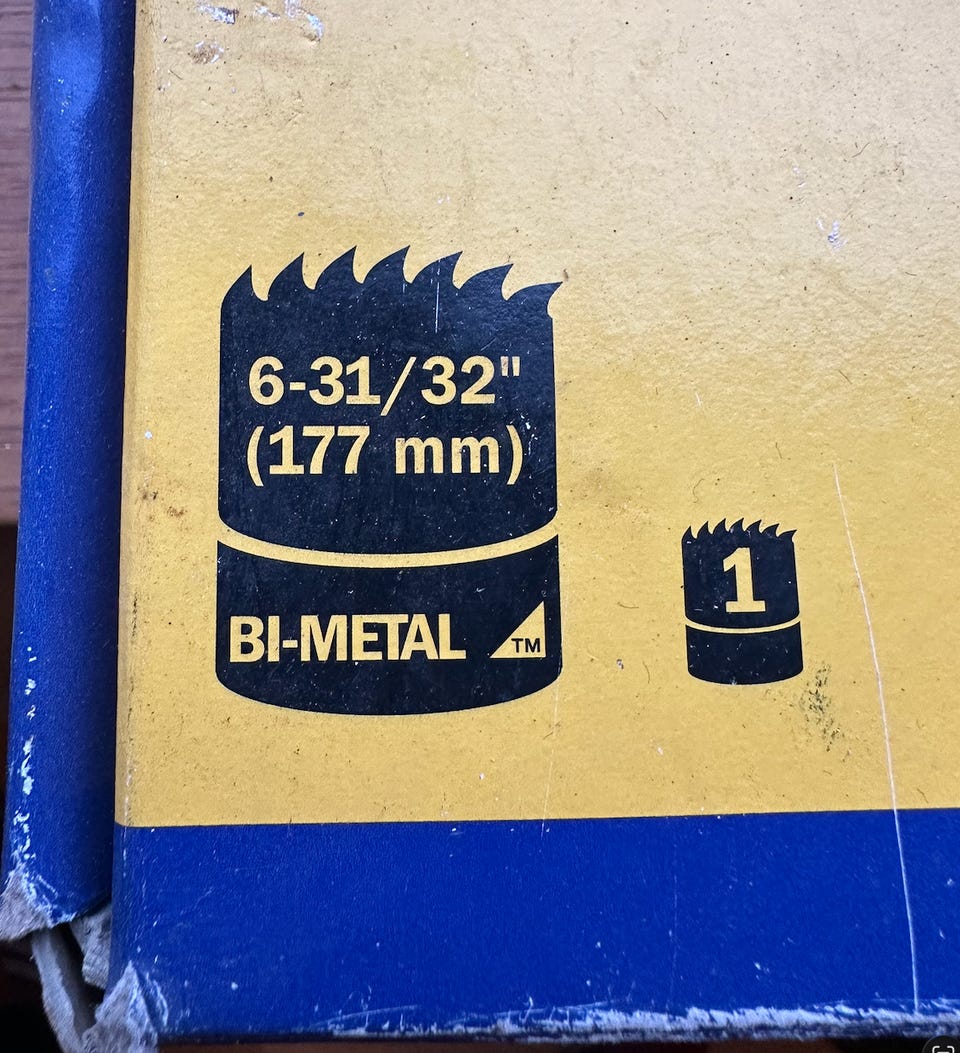 6-31/32"
(177 mm)
BI-METAL ™
1